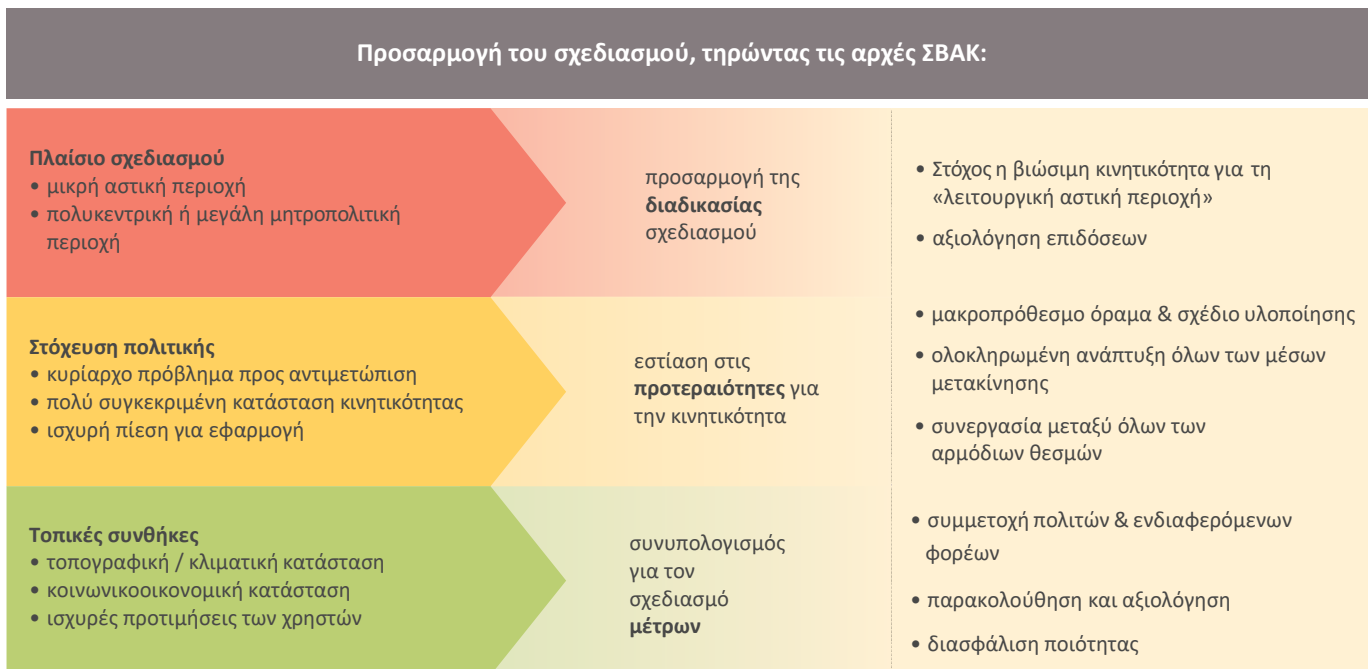 Προσαρμογή του σχεδιασμού, τηρώντας τις αρχές ΣΒΑΚ:
Πλαίσιο σχεδιασμού
• μικρή αστική περιοχή
• πολυκεντρική ή μεγάλη μητροπολιτική
περιοχή
προσαρμογή της
διαδικασίας
σχεδιασμού
Στόχευση πολιτικής
• κυρίαρχο πρόβλημα προς αντιμετώπιση
• πολύ συγκεκριμένη κατάσταση κινητικότητας
• ισχυρή πίεση για εφαρμογή
εστίαση στις
προτεραιότητες για
την κινητικότητα
Τοπικές συνθήκες
• τοπογραφική / κλιματική κατάσταση
• κοινωνικοοικονομική κατάσταση
• ισχυρές προτιμήσεις των χρηστών
συνυπολογισμός
για τον
σχεδιασμό
μέτρων
• Στόχος η βιώσιμη κινητικότητα για τη
«λειτουργική αστική περιοχή»
• αξιολόγηση επιδόσεων
• μακροπρόθεσμο όραμα & σχέδιο υλοποίησης
• ολοκληρωμένη ανάπτυξη όλων των μέσων
μετακίνησης
• συνεργασία μεταξύ όλων των
αρμόδιων θεσμών
• συμμετοχή πολιτών & ενδιαφερόμενων
φορέων
• παρακολούθηση και αξιολόγηση
• διασφάλιση ποιότητας